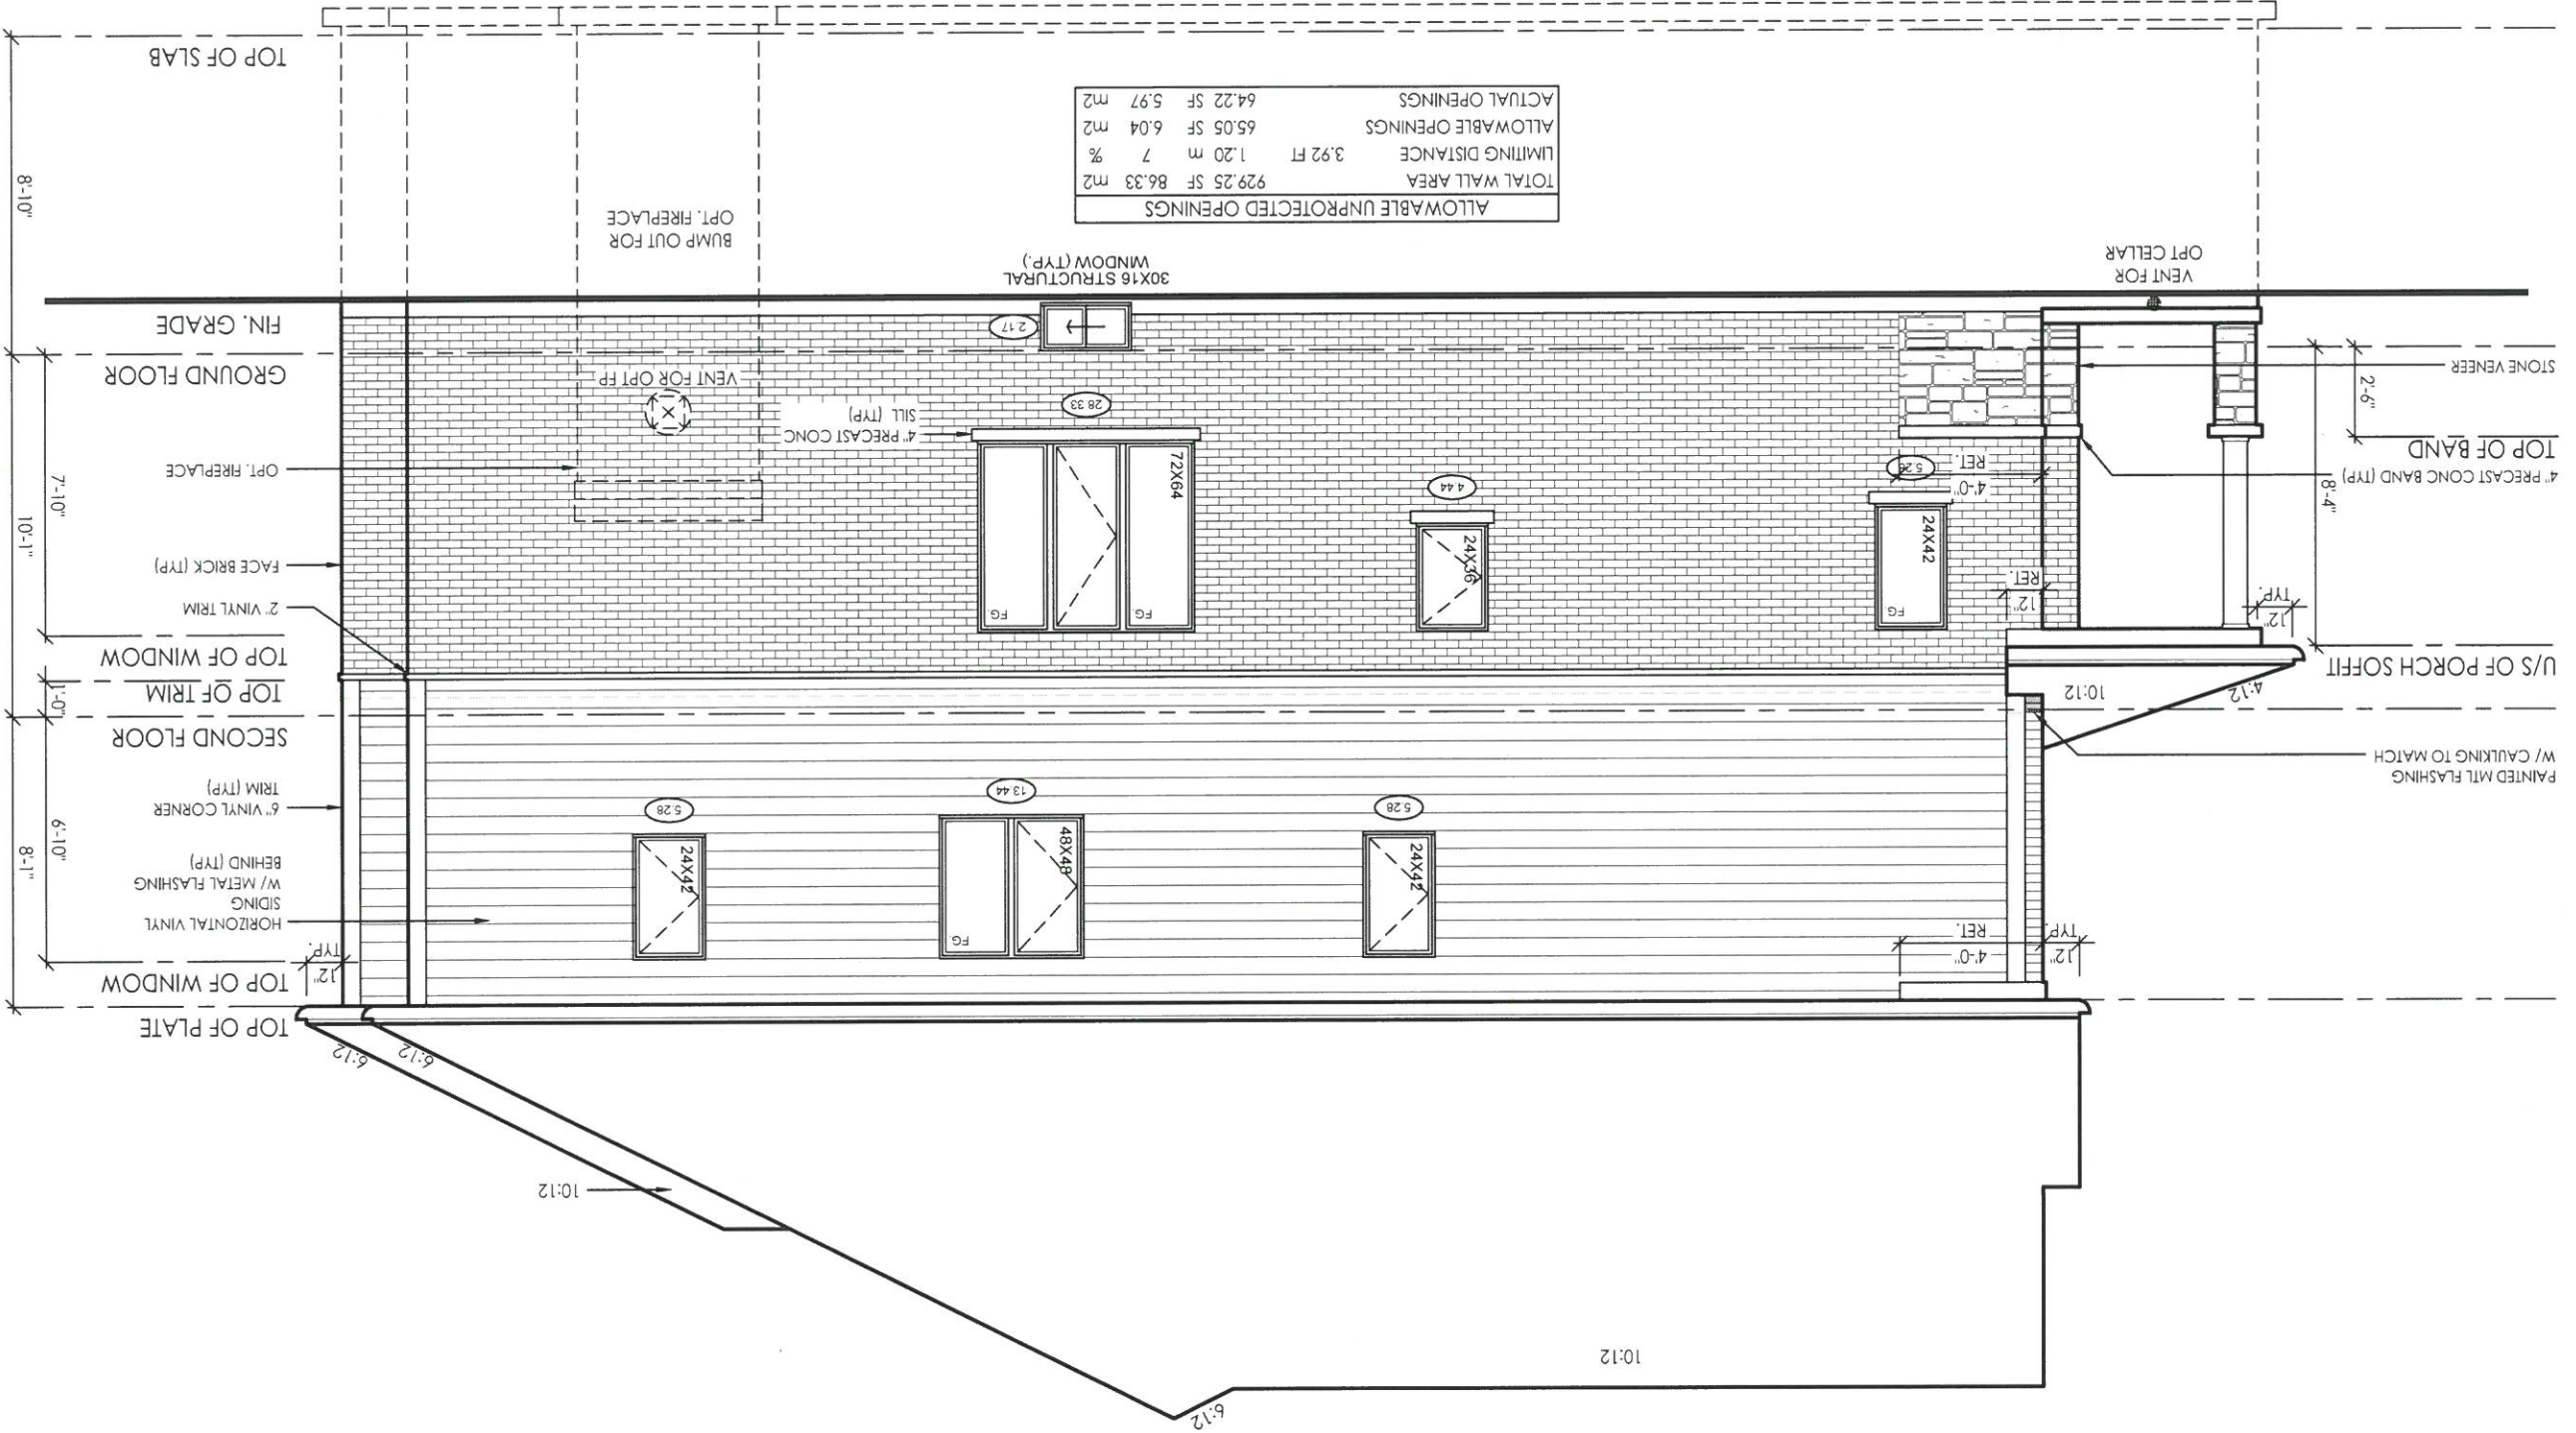 6:12
10:12
10:12
6:12
6:12
TOP OF PLATE
TOP OF WINDOW
12"
TYP.
4'-0"
RET.
12"
TYP.
HORIZONTAL VINYL
SIDING
W/ METAL FLASHING
BEHIND (TYP)
6" VINYL CORNER
TRIM (TYP)
8'-1"
6'-10"
24X42
5.28
FG
48X48
13.44
24X42
5.28
PAINTED MTL FLASHING
W/ CAULKING TO MATCH
SECOND FLOOR
TOP OF TRIM
1'-0"
4:12
10:12
U/S OF PORCH SOFFIT
TOP OF WINDOW
12"
TYP.
12"
RET.
2" VINYL TRIM
FACE BRICK (TYP)
OPT. FIREPLACE
10'-1"
7'-10"
FG
24X42
5.28
24X36
4.44
FG
FG
72X64
28.33
4'-0"
RET.
8'-4"
4" PRECAST CONC BAND (TYP)
TOP OF BAND
2'-6"
STONE VENEER
4" PRECAST CONC
SILL (TYP)
VENT FOR OPT FP
GROUND FLOOR
2.17
FIN. GRADE
VENT FOR
OPT CELLAR
30X16 STRUCTURAL
WINDOW (TYP.)
BUMP OUT FOR
OPT. FIREPLACE
ALLOWABLE UNPROTECTED OPENINGS
TOTAL WALL AREA 929.25 SF 86.33 m2
LIMITING DISTANCE 3.92 FT 1.20 m 7 %
ALLOWABLE OPENINGS 65.05 SF 6.04 m2
ACTUAL OPENINGS 64.22 SF 5.97 m2
8'-10"
TOP OF SLAB